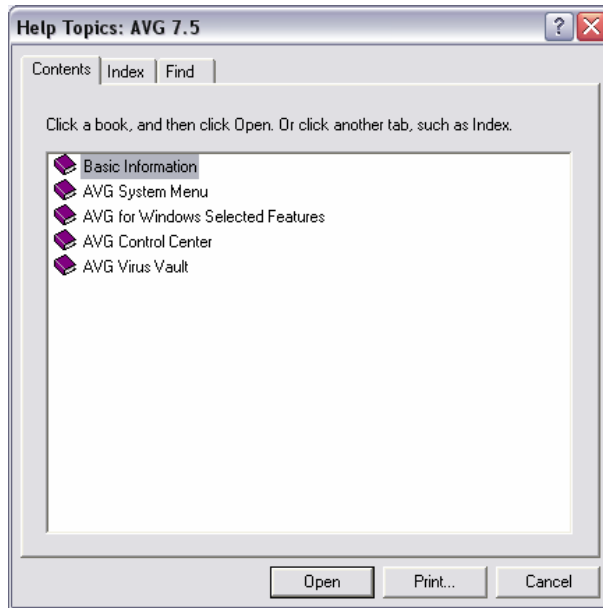 Help Topics: AVG 7.5
Contents Index Find
Click a book, and then click Open. Or click another tab, such as Index.
Basic Information
AVG System Menu
AVG for Windows Selected Features
AVG Control Center
AVG Virus Vault
Open Print... Cancel